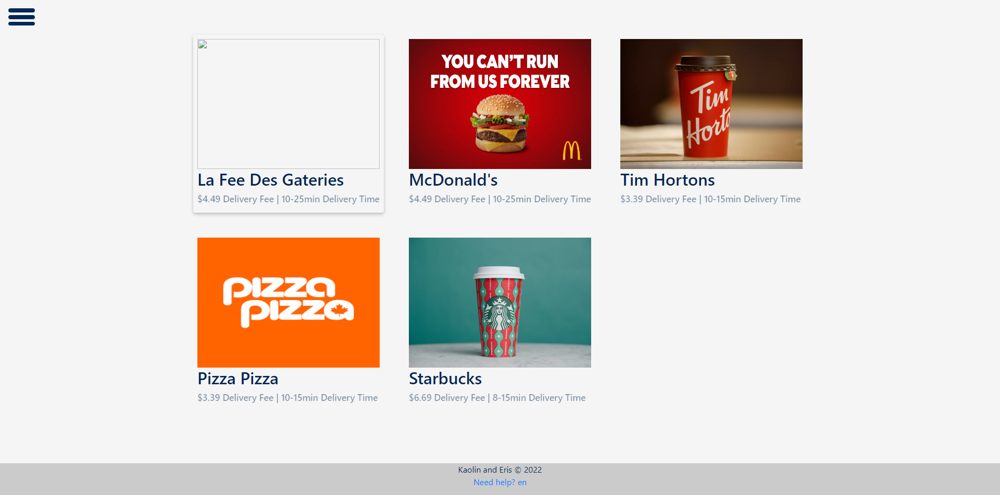 YOU CAN'T RUN
FROM US FOREVER
Tim
Horto
La Fee Des Gateries
$4.49 Delivery Fee | 10-25min Delivery Time
McDonald's
$4.49 Delivery Fee | 10-25min Delivery Time
Tim Hortons
$3.39 Delivery Fee | 10-15min Delivery Time
pizza
pizza
Pizza Pizza
$3.39 Delivery Fee | 10-15min Delivery Time
Starbucks
$6.69 Delivery Fee | 8-15min Delivery Time
Kaolin and Eris © 2022
Need help? en